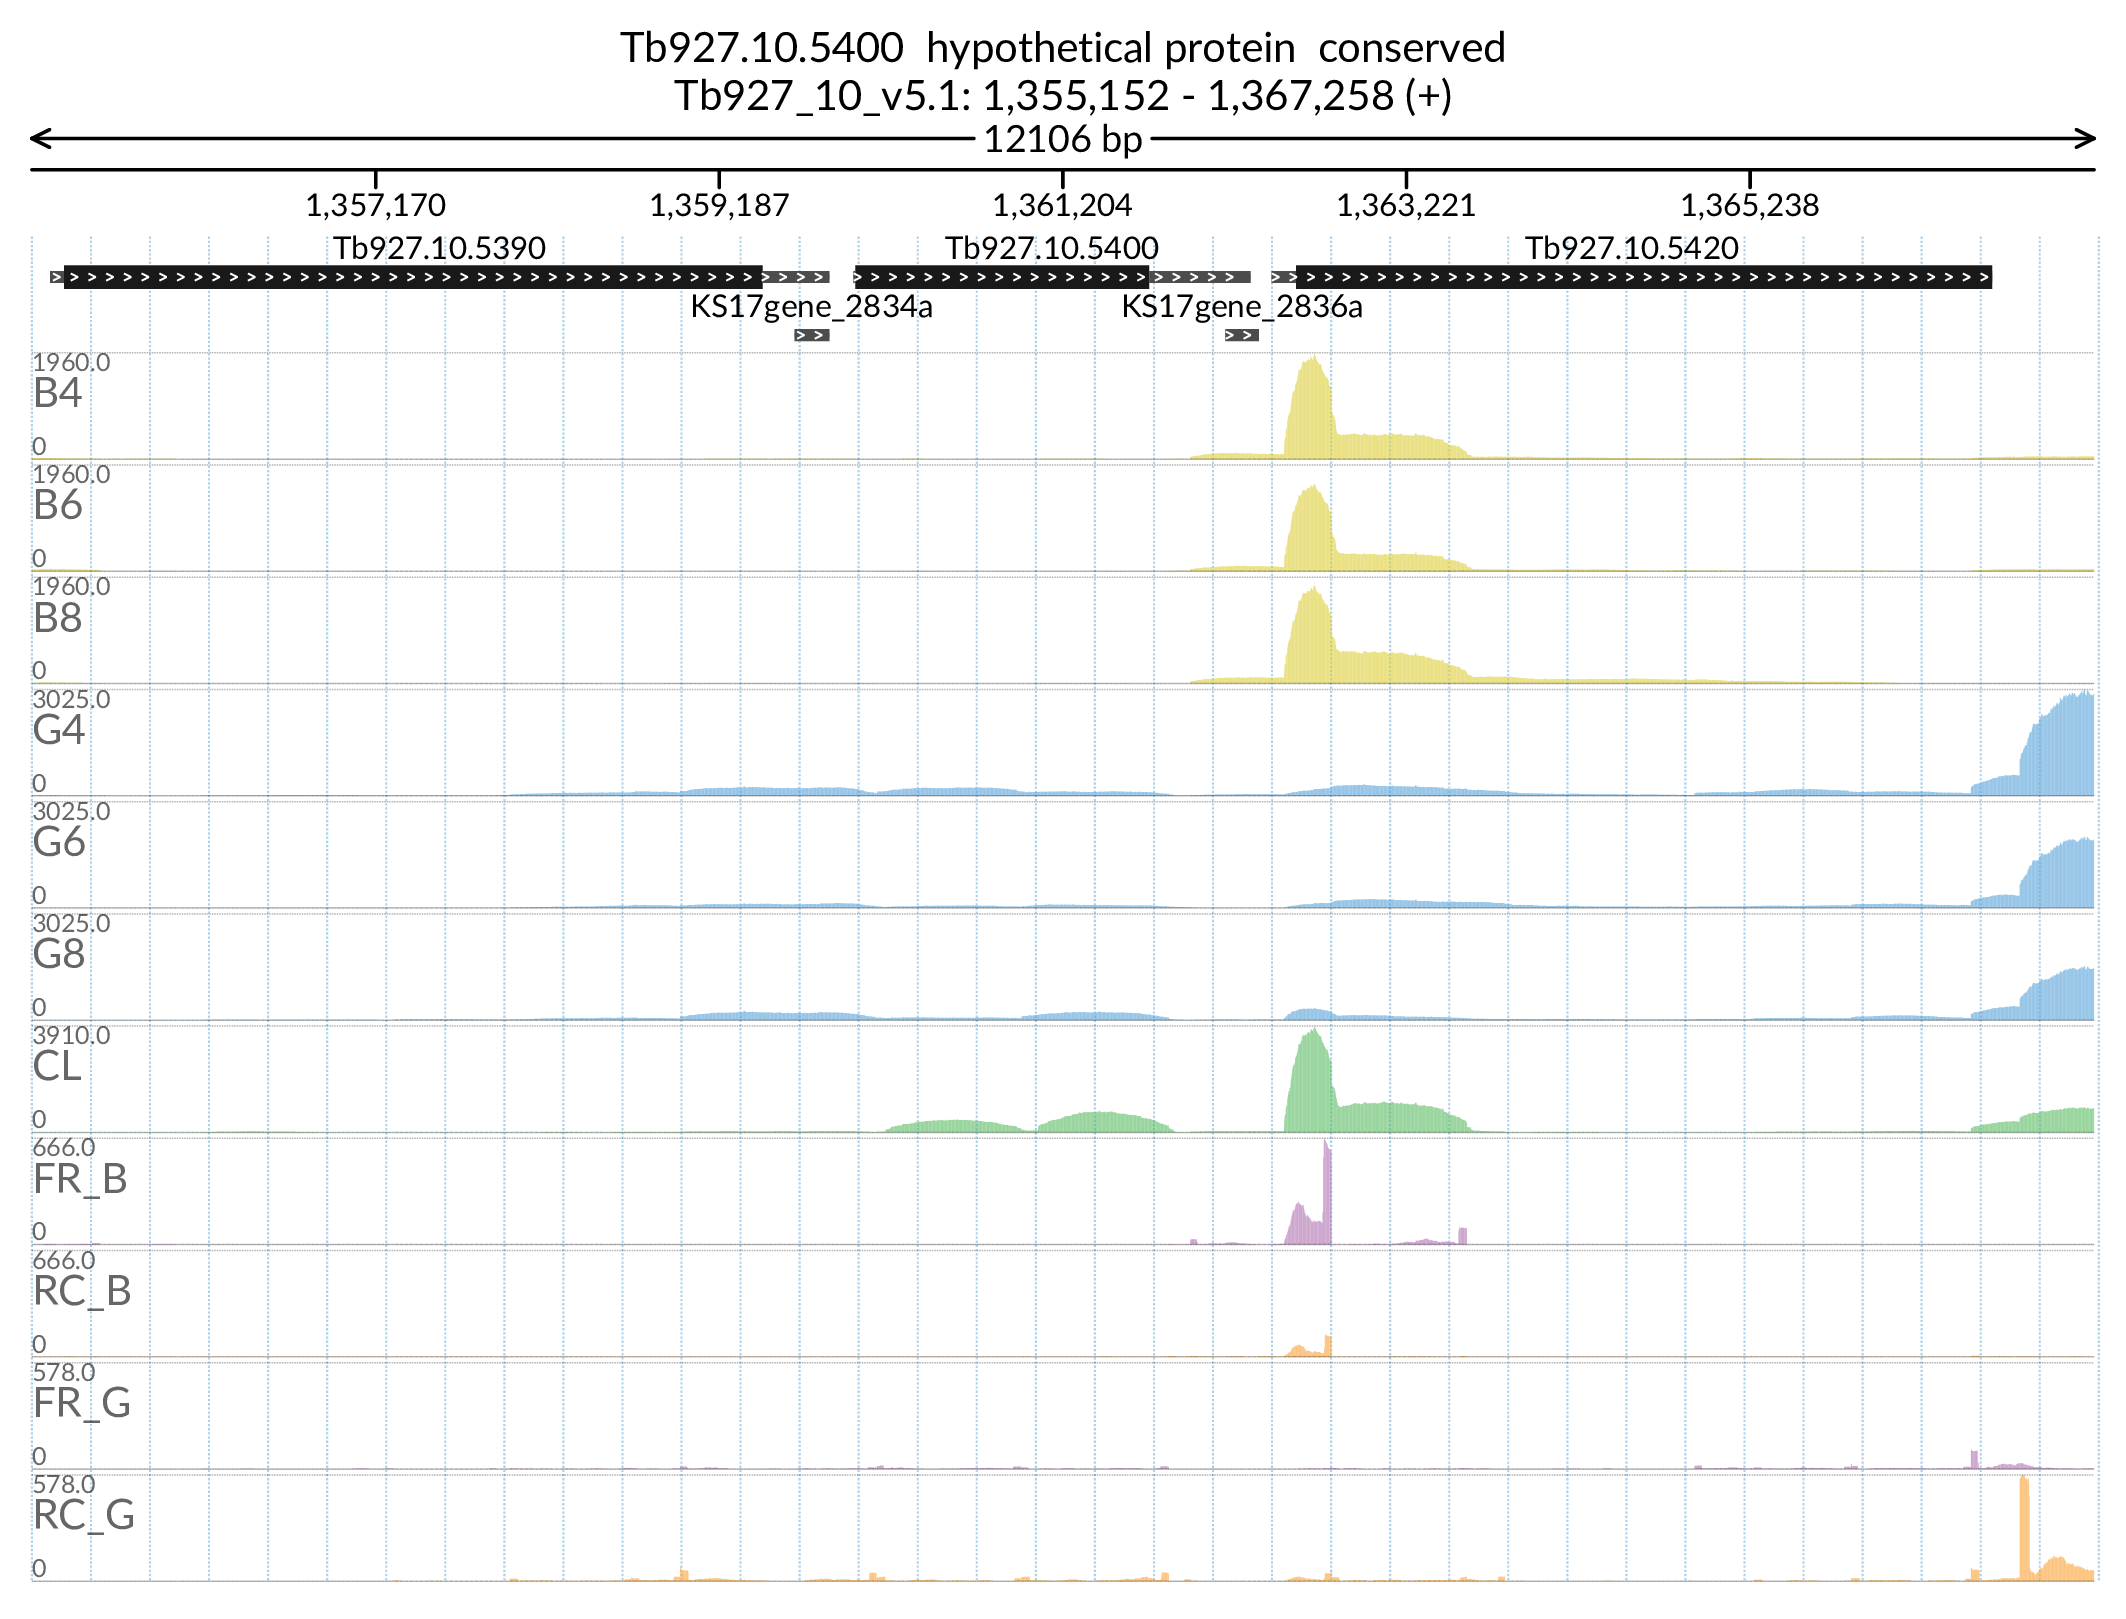 Tb927.10.5400  hypothetical protein  conserved
Tb927_10_v5.1: 1,355,152 - 1,367,258 (+)
12106 bp
1,357,170 1,359,187 1,361,204 1,363,221 1,365,238
Tb927.10.5390 Tb927.10.5400 Tb927.10.5420
KS17gene_2834a KS17gene_2836a
1960.0
B4
0
1960.0
B6
0
1960.0
B8
0
3025.0
G4
0
3025.0
G6
0
3025.0
G8
0
3910.0
CL
0
666.0
FR_B
0
666.0
RC_B
0
578.0
FR_G
0
578.0
RC_G
0